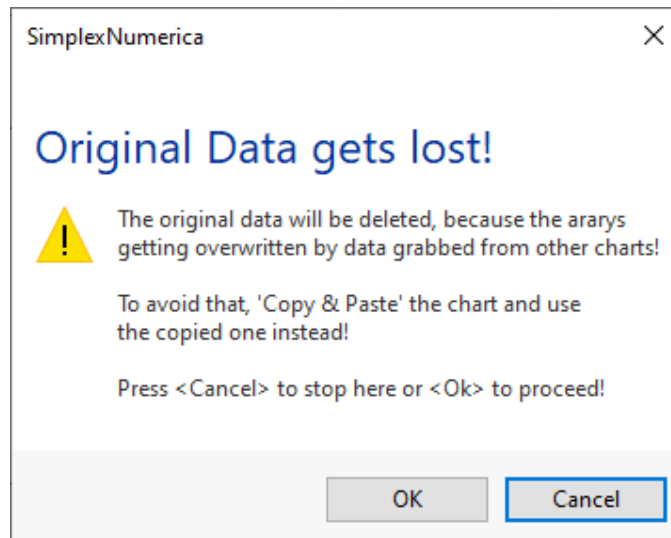 SimplexNumerica
Original Data gets lost!
The original data will be deleted, because the ararys
getting overwritten by data grabbed from other charts!
To avoid that, 'Copy & Paste' the chart and use
the copied one instead!
Press <Cancel> to stop here or <Ok> to proceed!
OK
Cancel